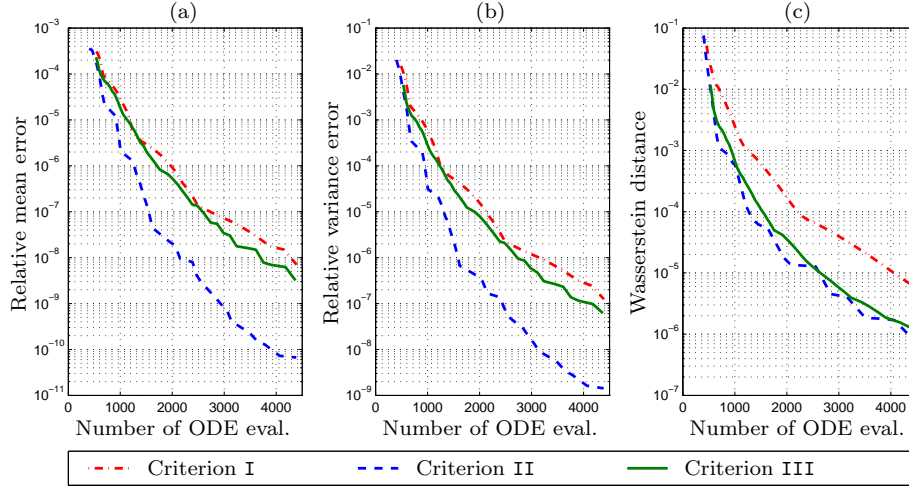 (a)
(b)
(c)
Relative mean error
10⁻³
10⁻⁴
10⁻⁵
10⁻⁶
10⁻⁷
10⁻⁸
10⁻⁹
10⁻¹⁰
10⁻¹¹
0 1000 2000 3000 4000
Number of ODE eval.
Relative variance error
10⁻¹
10⁻²
10⁻³
10⁻⁴
10⁻⁵
10⁻⁶
10⁻⁷
10⁻⁸
10⁻⁹
0 1000 2000 3000 4000
Number of ODE eval.
Wasserstein distance
10⁻¹
10⁻²
10⁻³
10⁻⁴
10⁻⁵
10⁻⁶
10⁻⁷
0 1000 2000 3000 4000
Number of ODE eval.
Criterion I
Criterion II
Criterion III